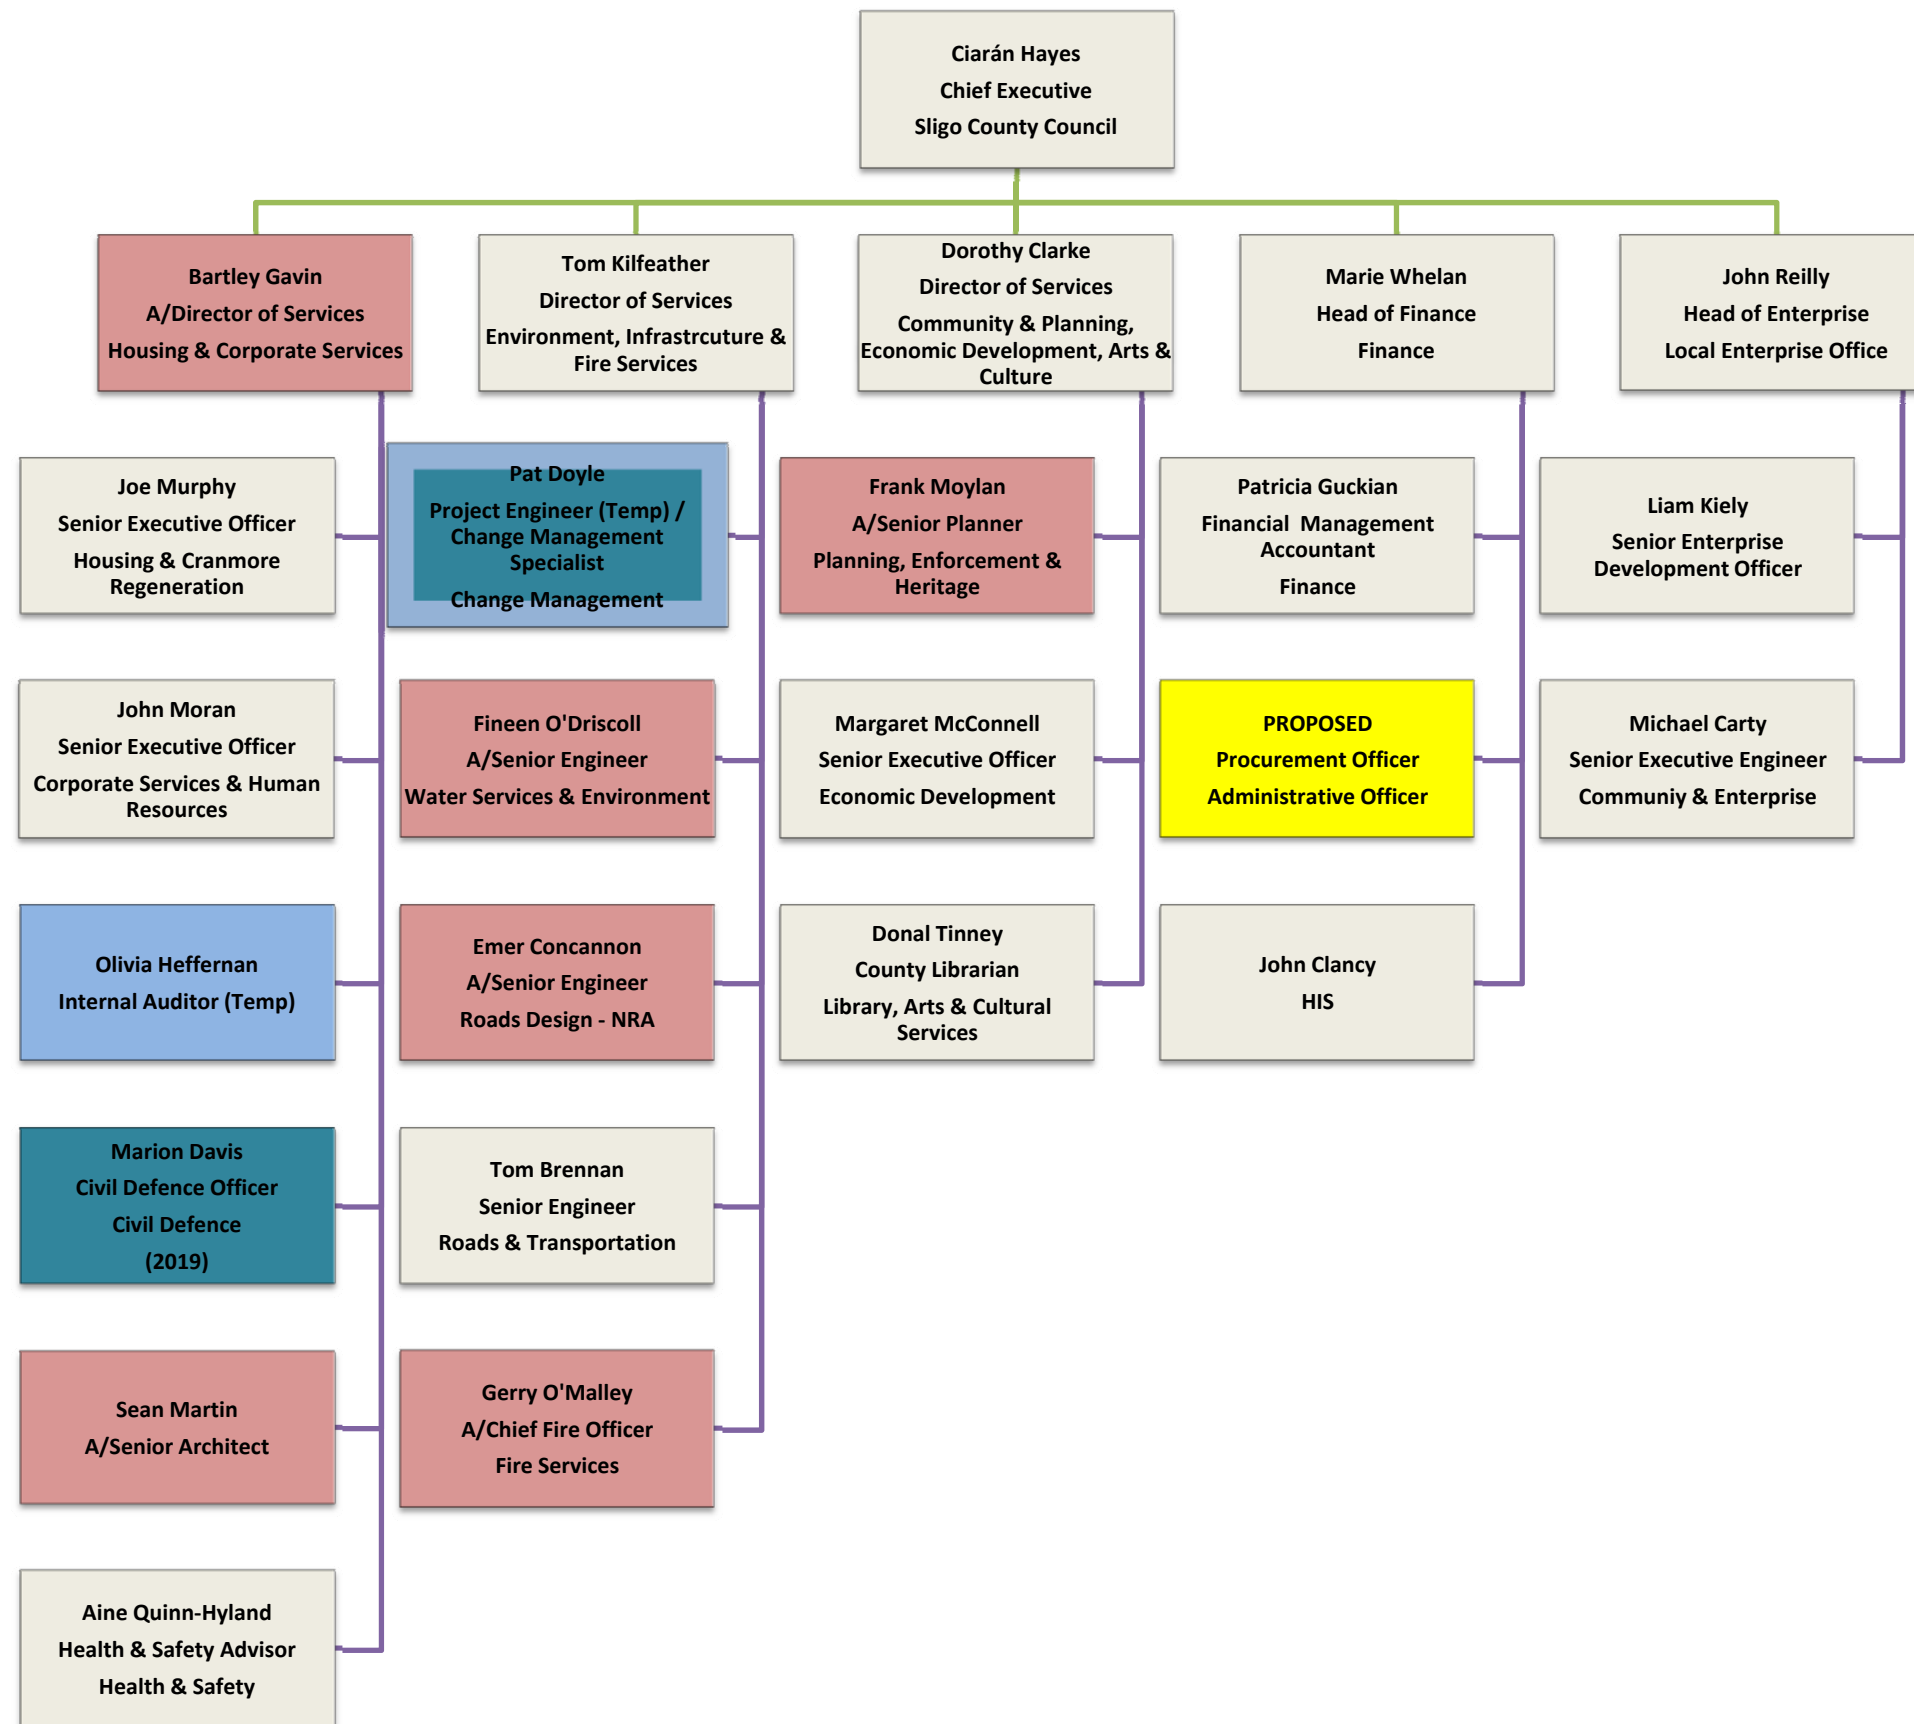 Ciarán Hayes
Chief Executive
Sligo County Council
Bartley Gavin
A/Director of Services
Housing & Corporate Services
Tom Kilfeather
Director of Services
Environment, Infrastrcuture &
Fire Services
Dorothy Clarke
Director of Services
Community & Planning,
Economic Development, Arts &
Culture
Marie Whelan
Head of Finance
Finance
John Reilly
Head of Enterprise
Local Enterprise Office
Joe Murphy
Senior Executive Officer
Housing & Cranmore
Regeneration
Pat Doyle
Project Engineer (Temp) /
Change Management
Specialist
Change Management
Frank Moylan
A/Senior Planner
Planning, Enforcement &
Heritage
Patricia Guckian
Financial  Management
Accountant
Finance
Liam Kiely
Senior Enterprise
Development Officer
John Moran
Senior Executive Officer
Corporate Services & Human
Resources
Fineen O'Driscoll
A/Senior Engineer
Water Services & Environment
Margaret McConnell
Senior Executive Officer
Economic Development
PROPOSED
Procurement Officer
Administrative Officer
Michael Carty
Senior Executive Engineer
Communiy & Enterprise
Olivia Heffernan
Internal Auditor (Temp)
Emer Concannon
A/Senior Engineer
Roads Design - NRA
Donal Tinney
County Librarian
Library, Arts & Cultural
Services
John Clancy
HIS
Marion Davis
Civil Defence Officer
Civil Defence
(2019)
Tom Brennan
Senior Engineer
Roads & Transportation
Sean Martin
A/Senior Architect
Gerry O'Malley
A/Chief Fire Officer
Fire Services
Aine Quinn-Hyland
Health & Safety Advisor
Health & Safety